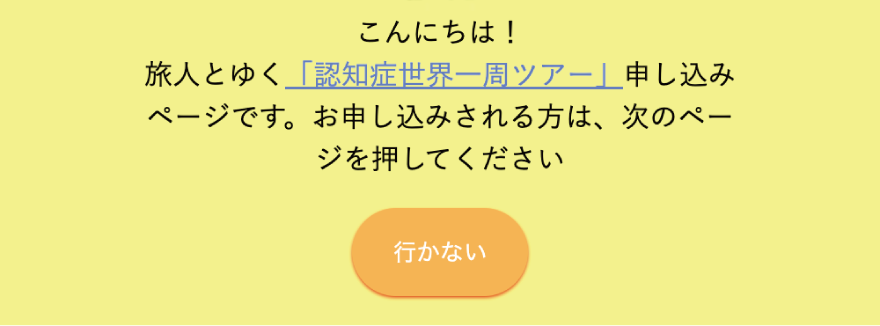 こんにちは！
旅人とゆく「認知症世界一周ツアー」申し込み
ページです。お申し込みされる方は、次のペー
ジを押してください
行かない